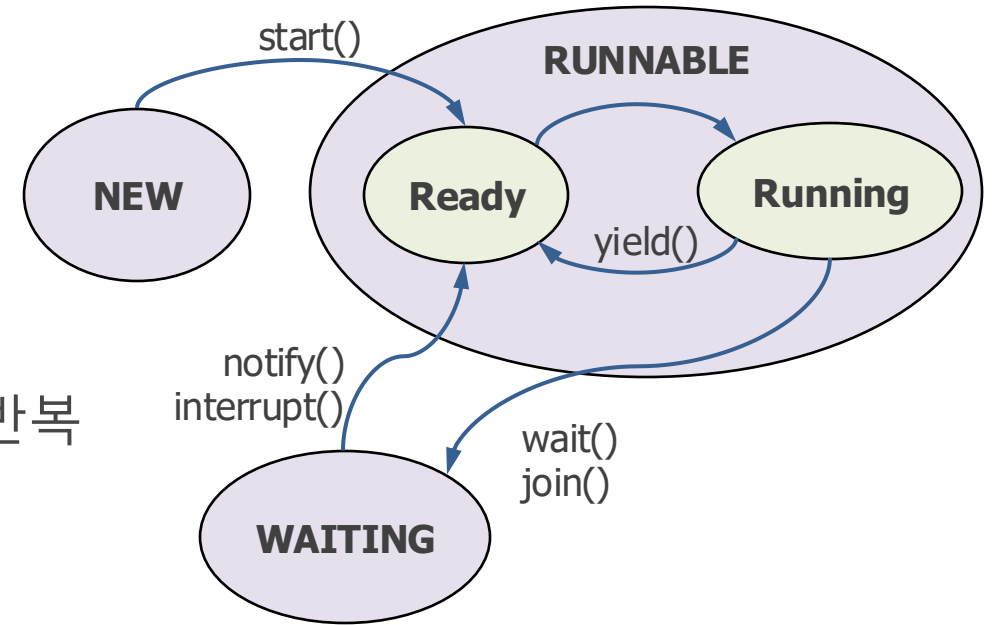 start()
RUNNABLE
NEW
Ready
Running
yield()
notify()
interrupt()
반복
wait()
join()
WAITING